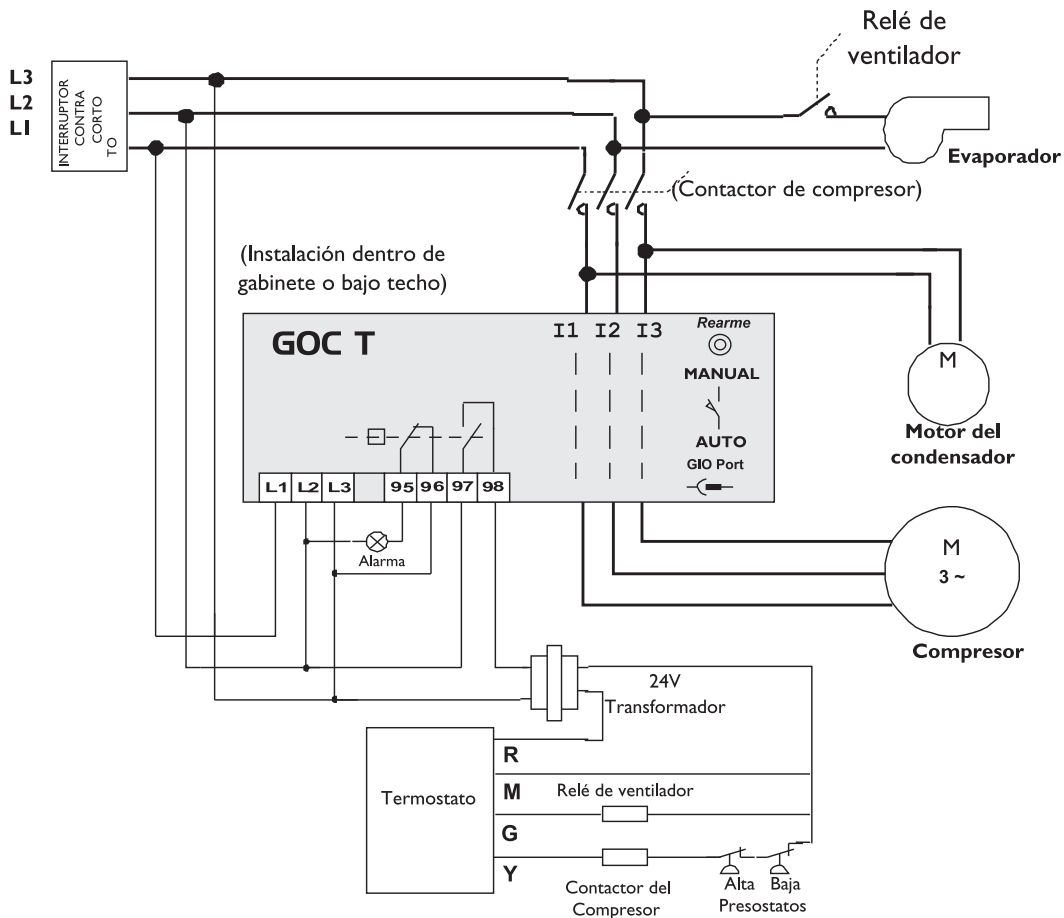 Relé de
ventilador
L3
L2
L1
INTERRUPTOR
CONTRA
CORTO
TO
Evaporador
(Contactor de compresor)
(Instalación dentro de
gabinete o bajo techo)
GOC T
I1 I2 I3
Rearme
MANUAL
AUTO
GIO Port
M
Motor del
condensador
L1 L2 L3 95 96 97 98
Alarma
M
3 ~
Compresor
24V
Transformador
Termostato
R
M
Relé de ventilador
G
Y
Contactor del
Compresor
Alta Baja
Presostatos